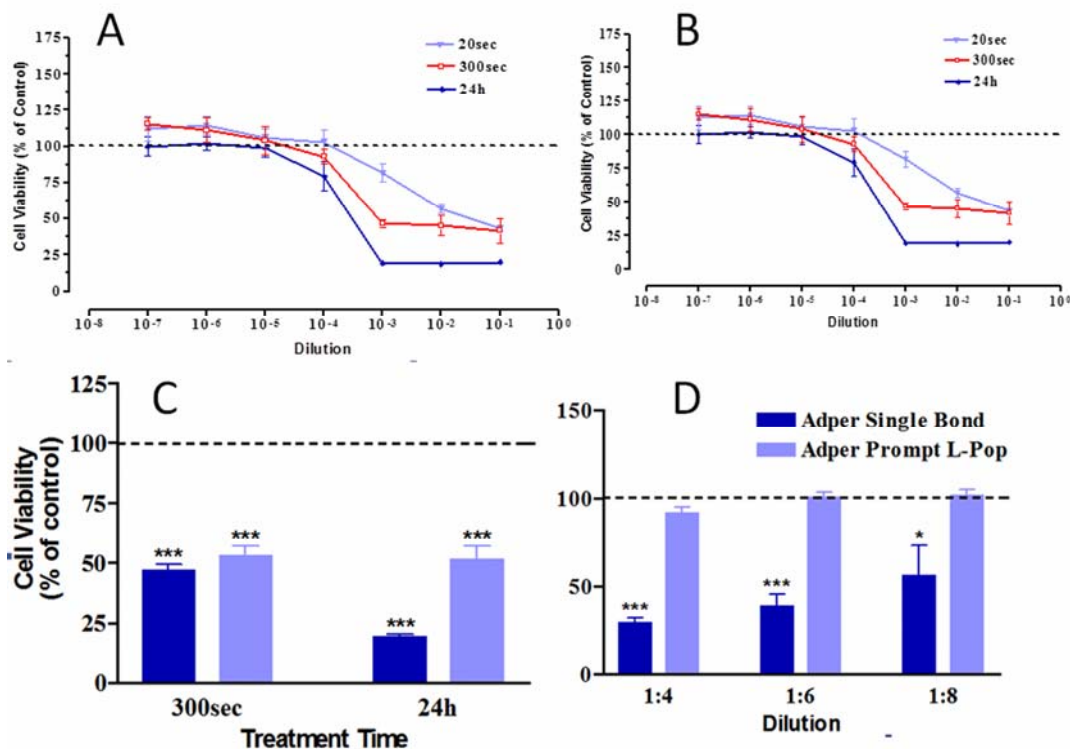 A
20sec
300sec
24h
Cell Viability (% of Control)
175
150
125
100
75
50
25
0
10-8 10-7 10-6 10-5 10-4 10-3 10-2 10-1 100
Dilution
B
20sec
300sec
24h
Cell Viability (% of Control)
175
150
125
100
75
50
25
0
10-8 10-7 10-6 10-5 10-4 10-3 10-2 10-1 100
Dilution
C
Cell Viability
(% of control)
125
100
75
50
25
0
*** *** *** ***
300sec 24h
Treatment Time
D
Adper Single Bond
Adper Prompt L-Pop
150
100
50
0
*** *** *
1:4 1:6 1:8
Dilution